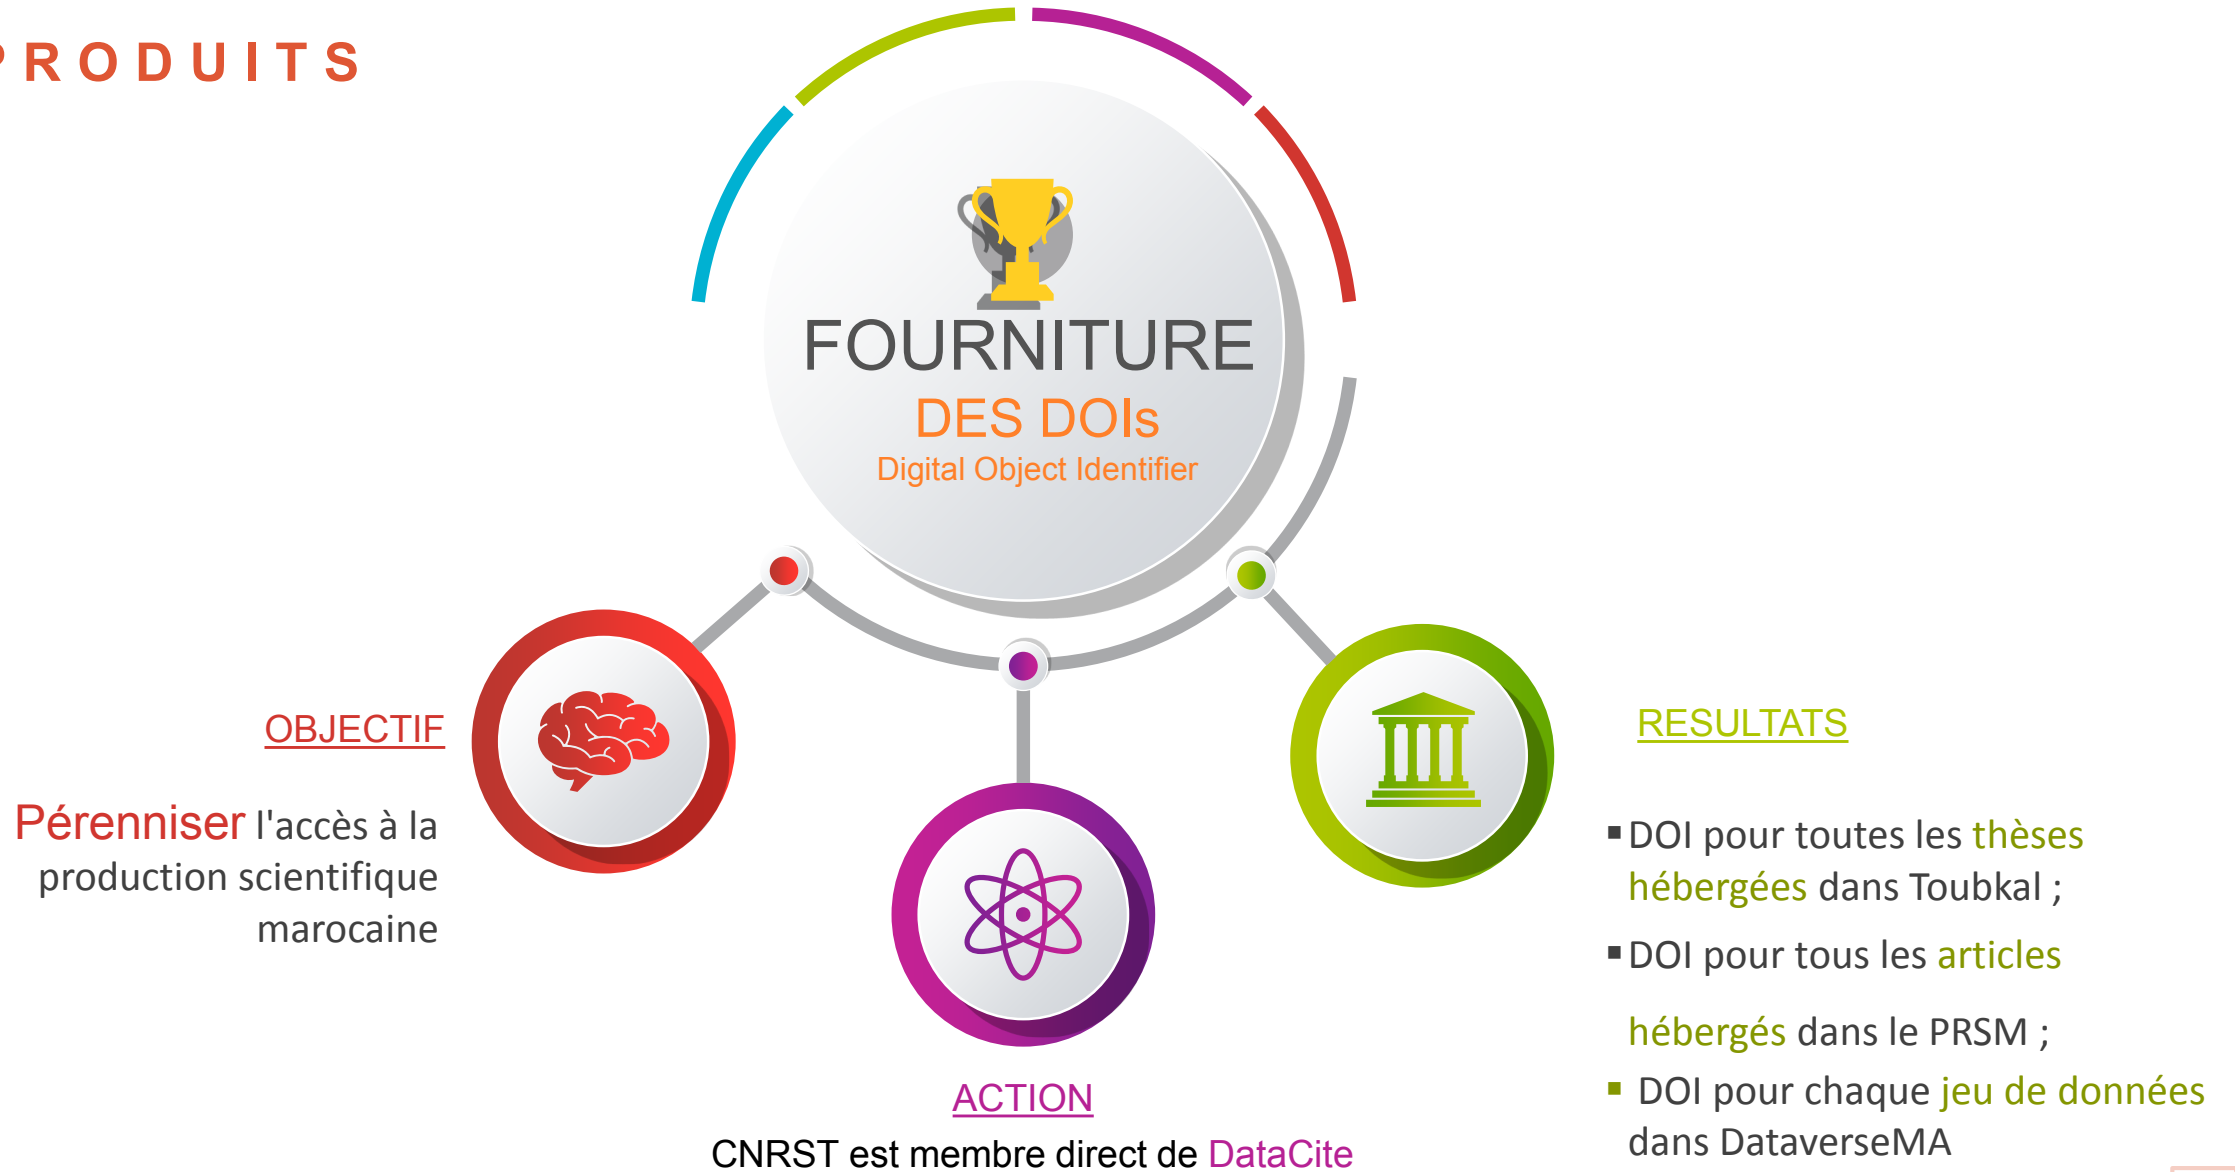 PRODUITS
FOURNITURE
DES DOIs
Digital Object Identifier
OBJECTIF
Pérenniser l'accès à la
production scientifique
marocaine
ACTION
CNRST est membre direct de DataCite
RESULTATS
▪DOI pour toutes les thèses
hébergées dans Toubkal ;
▪DOI pour tous les articles
hébergés dans le PRSM ;
▪ DOI pour chaque jeu de données
dans DataverseMA